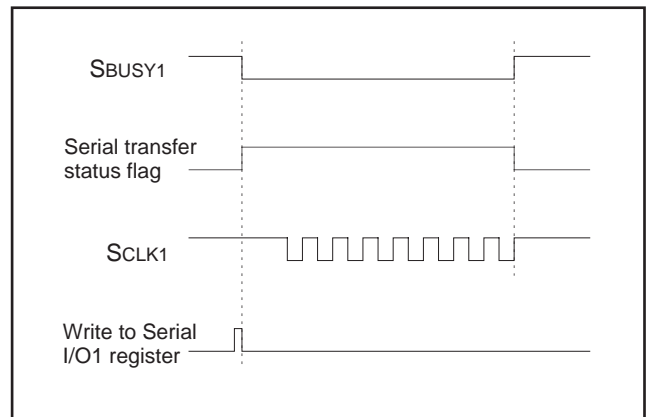 SBUSY1
Serial transfer
status flag
SCLK1
Write to Serial
I/O1 register